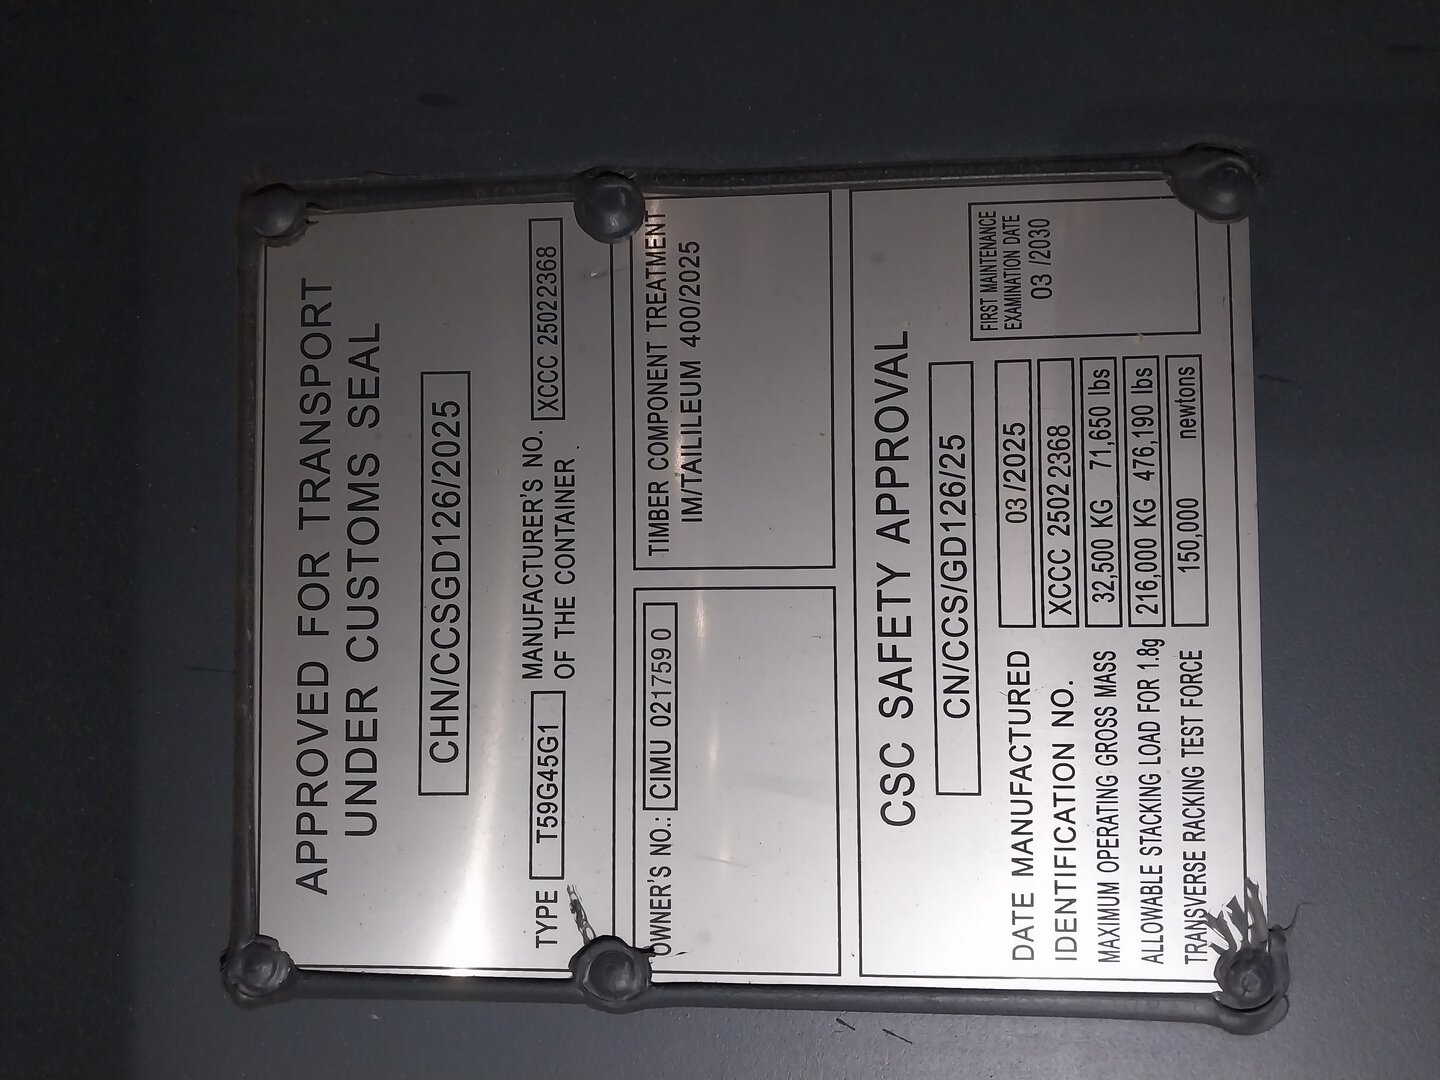 APPROVED FOR TRANSPORT
UNDER CUSTOMS SEAL
CHN/CCSGD126/2025
TYPE T59G45G1 MANUFACTURER'S NO. XCCC 25022368
OF THE CONTAINER
OWNER'S NO.: CIMU 021759 0
TIMBER COMPONENT TREATMENT
IM/TAILILEUM 400/2025
CSC SAFETY APPROVAL
CN/CCS/GD126/25
FIRST MAINTENANCE
EXAMINATION DATE
03 /2030
DATE MANUFACTURED 03 /2025
IDENTIFICATION NO. XCCC 25022368
MAXIMUM OPERATING GROSS MASS 32,500 KG 71,650 lbs
ALLOWABLE STACKING LOAD FOR 1.8g 216,000 KG 476,190 lbs
TRANSVERSE RACKING TEST FORCE 150,000 newtons